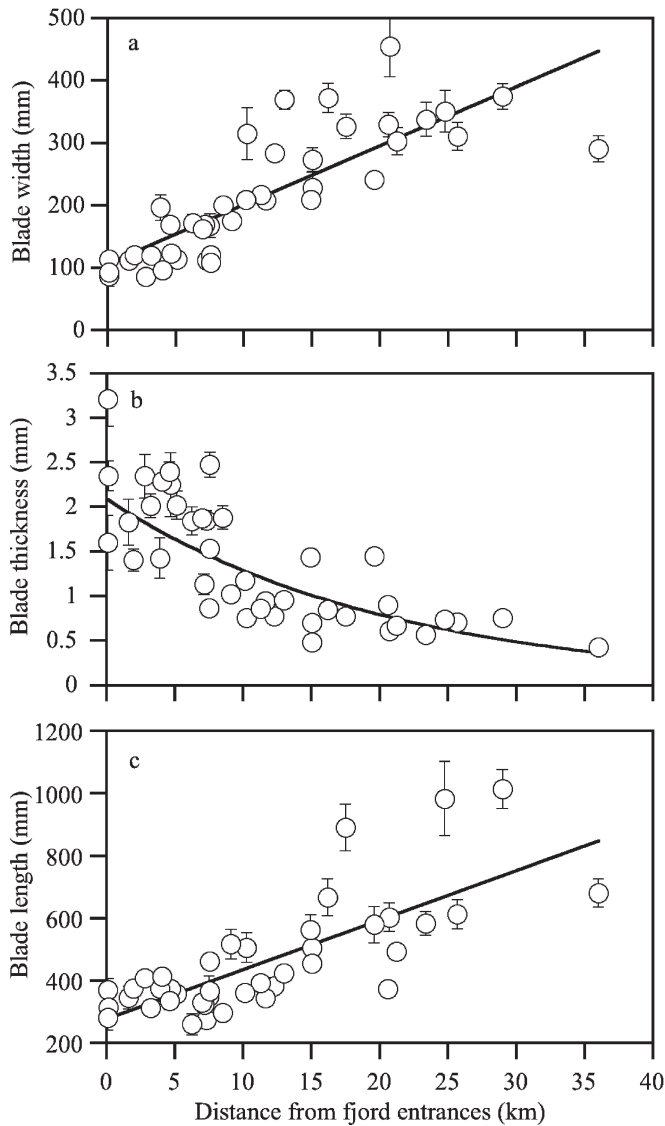 500
a
400
300
200
100
0
Blade width (mm)
3.5
b
3
2.5
2
1.5
1
0.5
0
Blade thickness (mm)
1200
c
1000
800
600
400
200
Blade length (mm)
0 5 10 15 20 25 30 35 40
Distance from fjord entrances (km)